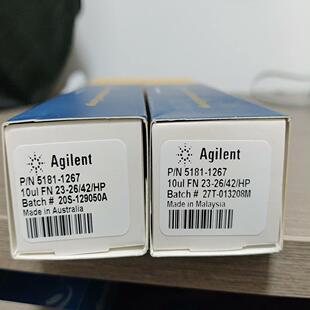 Agilent
P/N 5181-1267
10ul FN 23-26/42/HP
Batch # 20S-129050A
Made in Australia
Agilent
P/N 5181-1267
10ul FN 23-26/42/HP
Batch # 27T-013208M
Made in Malaysia